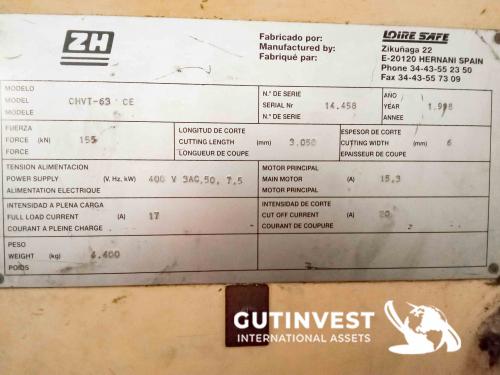 ZH
Fabricado por:
Manufactured by:
Fabriqué par:
LOIRE SAFE
Zikuñaga 22
E-20120 HERNANI SPAIN
Phone 34-43-55 23 50
Fax 34-43-55 73 09
MODELO
MODEL CHVT-63 CE
MODELE
N.º DE SERIE
SERIAL Nr 14.458
N.º DE SERIE
AÑO
YEAR 1.998
ANNÉE
FUERZA
FORCE (kN) 155
FORCE
LONGITUD DE CORTE
CUTTING LENGTH (mm) 3.050
LONGUEUR DE COUPE
ESPESOR DE CORTE
CUTTING WIDTH (mm) 6
EPAISSEUR DE COUPE
TENSION ALIMENTACION
POWER SUPPLY (V, Hz, kW) 400 V 3AC,50, 7,5
ALIMENTATION ELECTRIQUE
MOTOR PRINCIPAL
MAIN MOTOR (A) 15,3
MOTOR PRINCIPAL
INTENSIDAD A PLENA CARGA
FULL LOAD CURRENT (A) 17
COURANT A PLEINE CHARGE
INTENSIDAD DE CORTE
CUT OFF CURRENT (A) 20
COURANT DE COUPURE
PESO
WEIGHT (kg) 4.400
POIDS
GUTINVEST
INTERNATIONAL ASSETS